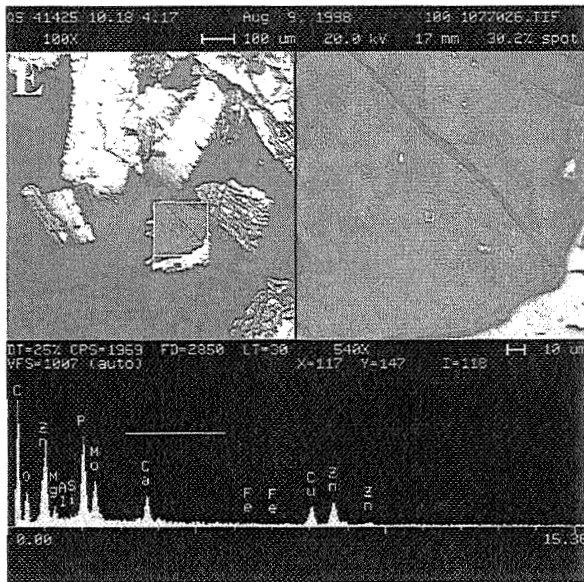 QS 41425 10.18 4.17 Aug 9, 1998 100 1077026.TIF
100X 100 um 20.0 kV 17 mm 30.2% spot
E
DT=25% CPS=1969 FD=2850 LT=30 540X 10 um
VFS=1007 (auto) X=117 Y=147 I=118
C
O
Zn
Mg
Al
Si
P
Mo
Ca
Fe
Fe
Cu
Zn
Zn
0.00 15.36